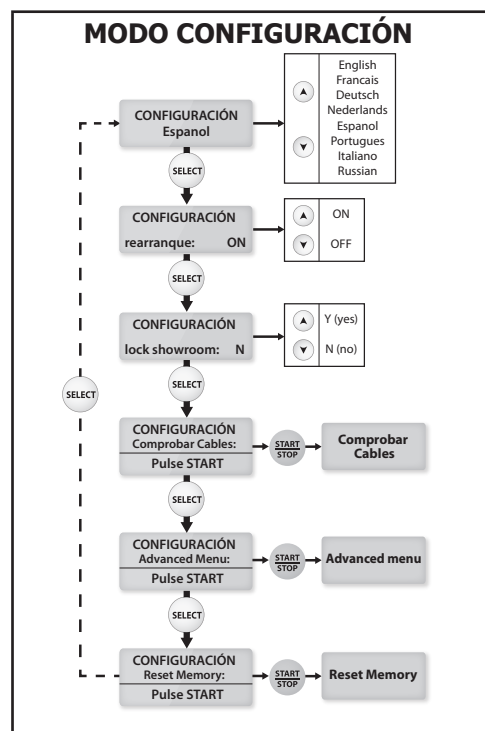 MODO CONFIGURACIÓN
CONFIGURACIÓN
Espanol
English
Francais
Deutsch
Nederlands
Espanol
Portugues
Italiano
Russian
SELECT
CONFIGURACIÓN
rearranque: ON
ON
OFF
SELECT
CONFIGURACIÓN
lock showroom: N
Y (yes)
N (no)
SELECT
SELECT
CONFIGURACIÓN
Comprobar Cables:
Pulse START
START
STOP
Comprobar
Cables
SELECT
CONFIGURACIÓN
Advanced Menu:
Pulse START
START
STOP
Advanced menu
SELECT
CONFIGURACIÓN
Reset Memory:
Pulse START
START
STOP
Reset Memory